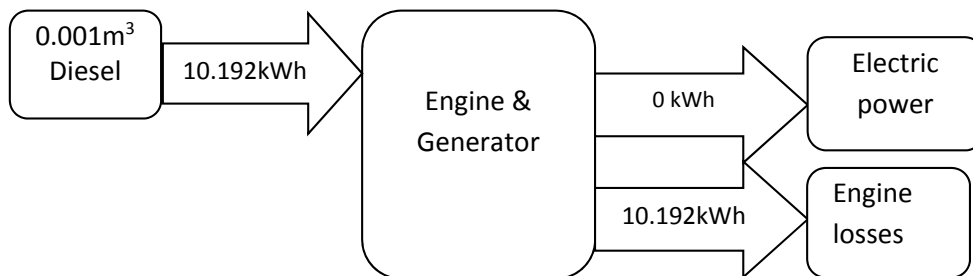 0.001m³
Diesel
10.192kWh
Engine &
Generator
0 kWh
Electric
power
10.192kWh
Engine
losses